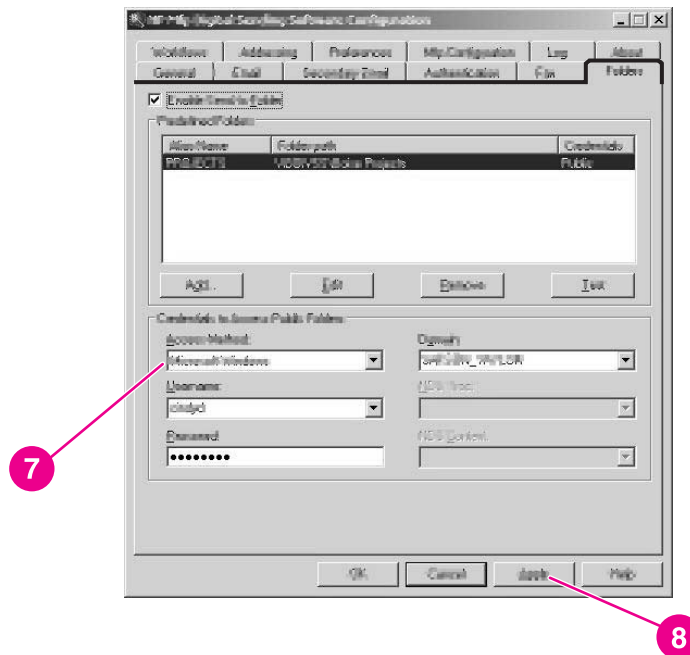 HP Mfp Digital Sending Software Configuration
Workflows Addressing Preferences Mfp Configuration Log About
General Email Secondary Email Authentication Fax Folders
Enable Send to Folder
Predefined Folders
Alias Name Folder path Credentials
PROJECTS Projects Public
Add... Edit Remove Test
Credentials to Access Public Folders
Access Method: Domain:
Microsoft Windows
Username: NDS Tree:
Password: NDS Context:
●●●●●●●●
7
OK Cancel Apply Help
8